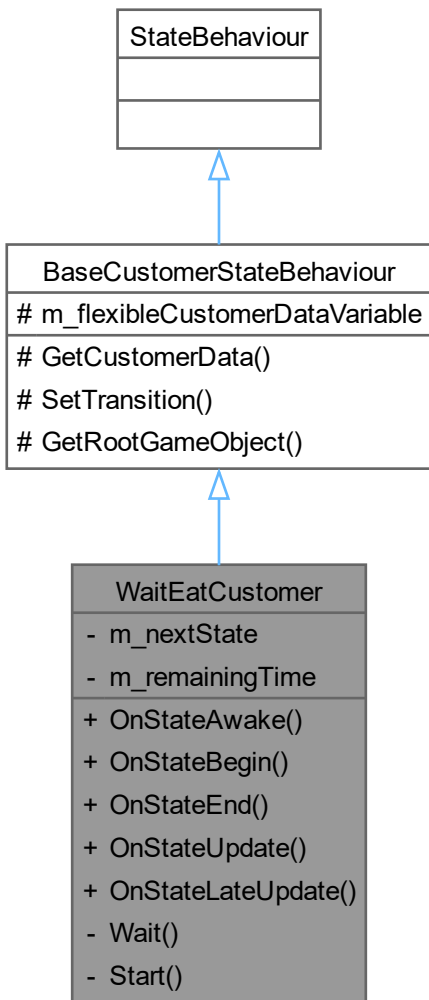 StateBehaviour
BaseCustomerStateBehaviour
# m_flexibleCustomerDataVariable
# GetCustomerData()
# SetTransition()
# GetRootGameObject()
WaitEatCustomer
- m_nextState
- m_remainingTime
+ OnStateAwake()
+ OnStateBegin()
+ OnStateEnd()
+ OnStateUpdate()
+ OnStateLateUpdate()
- Wait()
- Start()